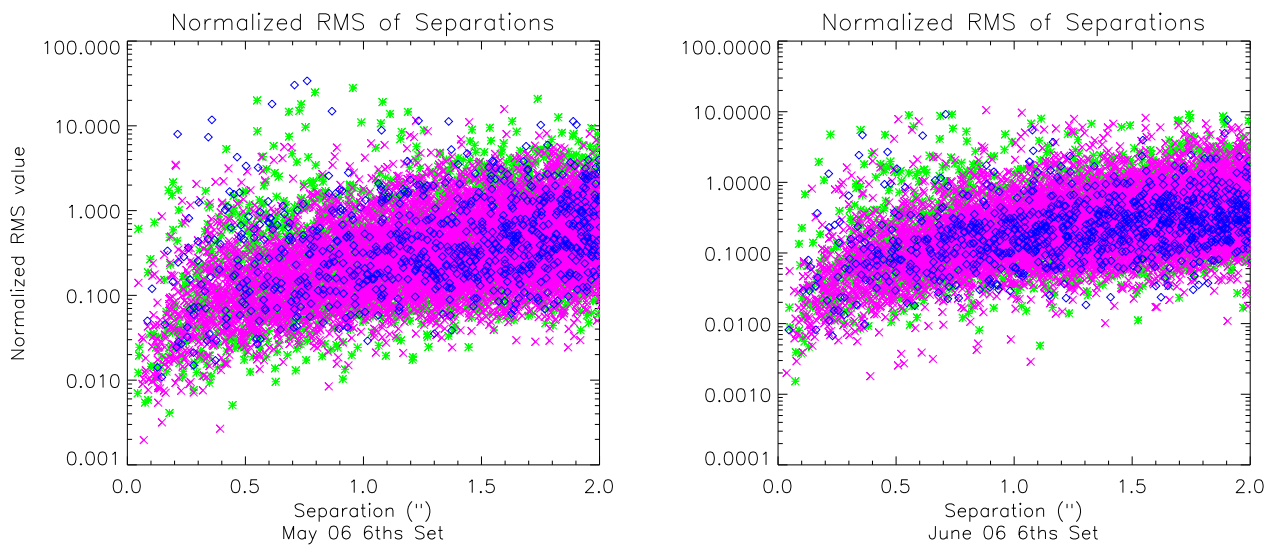 Normalized RMS of Separations
100.000
10.000
1.000
0.100
0.010
0.001
Normalized RMS value
0.0 0.5 1.0 1.5 2.0
Separation (")
May 06 6ths Set
Normalized RMS of Separations
100.0000
10.0000
1.0000
0.1000
0.0100
0.0010
0.0001
0.0 0.5 1.0 1.5 2.0
Separation (")
June 06 6ths Set